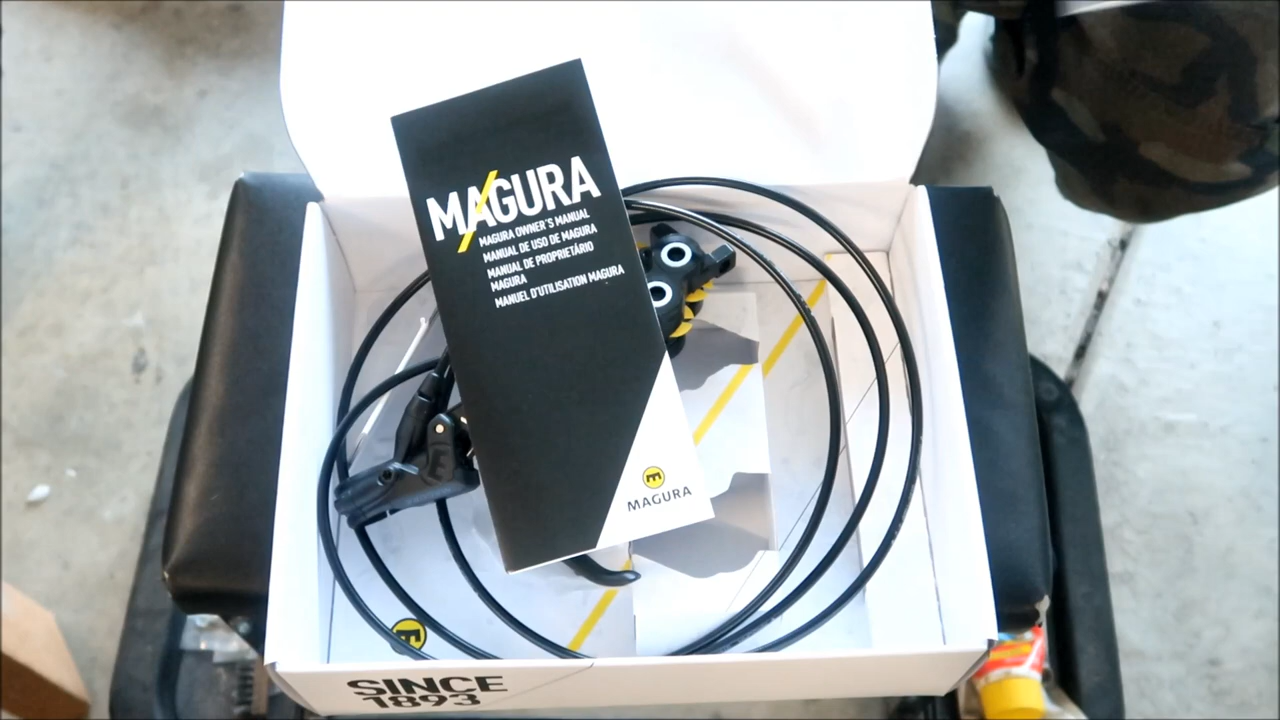 MAGURA
MAGURA OWNER'S MANUAL
MANUAL DE USO DE MAGURA
MANUAL DE PROPRIETÁRIO
MAGURA
MANUEL D'UTILISATION MAGURA
MAGURA
SINCE
1893